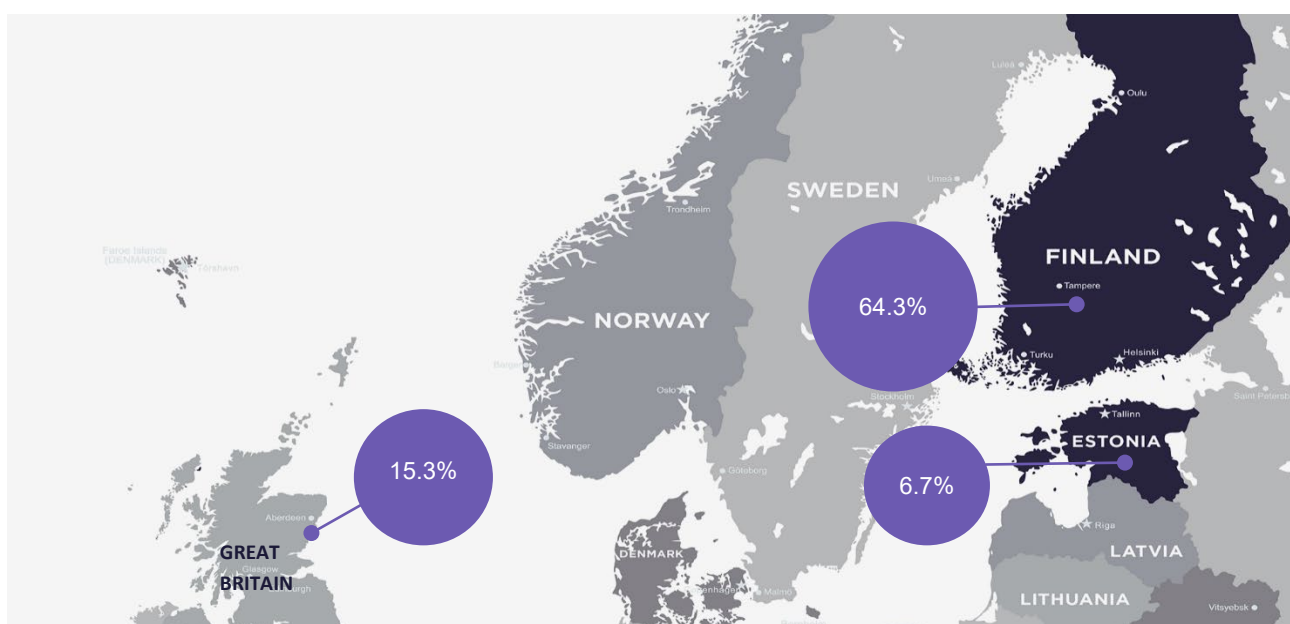 Luleå
Oulu
Umeå
SWEDEN
Trondheim
Faroe Islands
(DENMARK)
Tórshavn
FINLAND
Tampere
64.3%
NORWAY
Turku
Helsinki
Bergen
Oslo
Saint Petersb
Stockholm
Tallinn
ESTONIA
Stavanger
15.3%
Göteborg
6.7%
Aberdeen
Riga
GREAT
BRITAIN
Glasgow
LATVIA
DENMARK
Malmö
LITHUANIA
Vitsyebsk